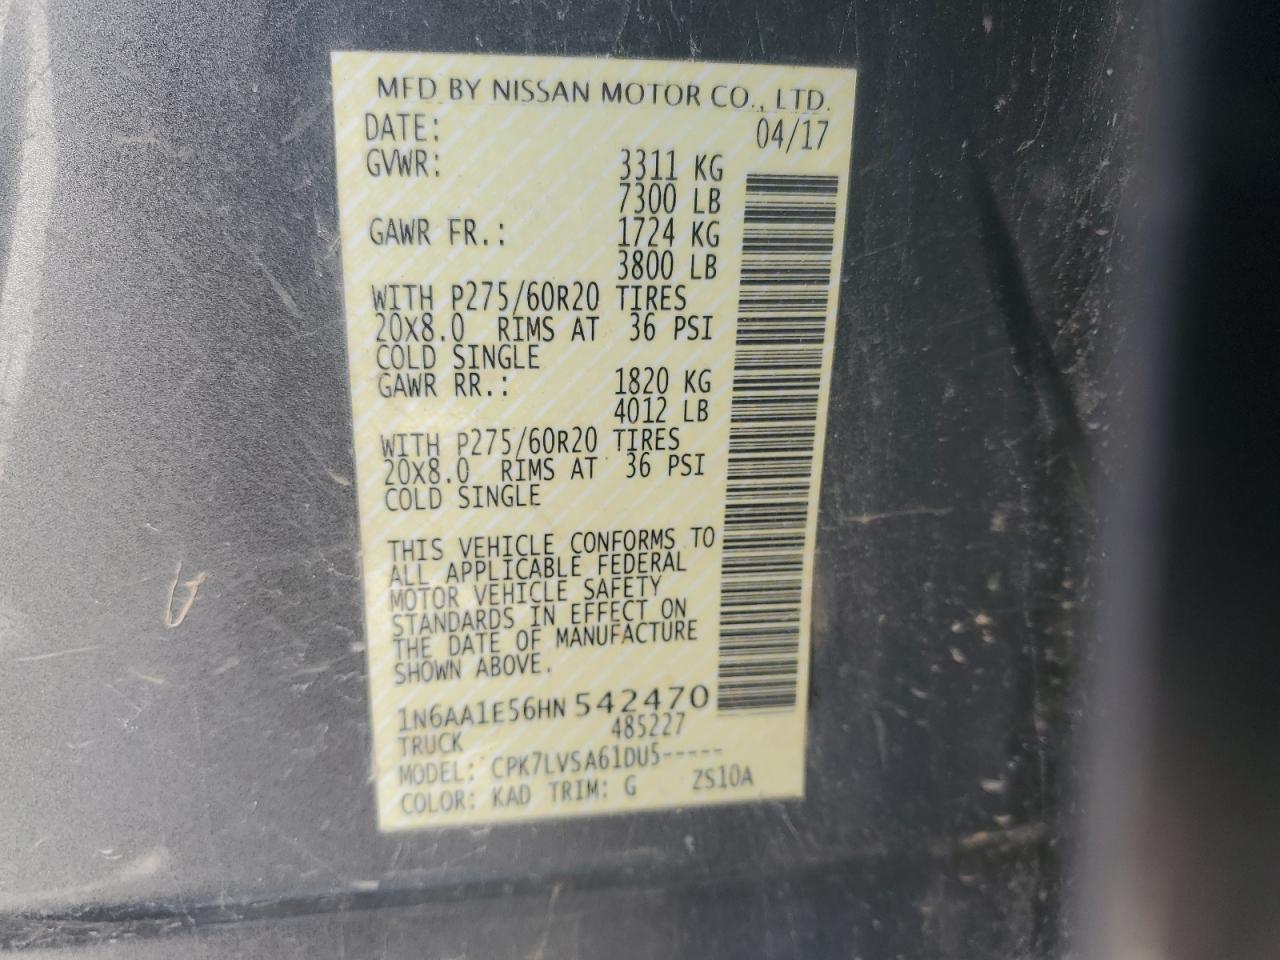 MFD BY NISSAN MOTOR CO., LTD.
DATE: 04/17
GVWR: 3311 KG
7300 LB
GAWR FR.: 1724 KG
3800 LB
WITH P275/60R20 TIRES
20X8.0 RIMS AT 36 PSI
COLD SINGLE
GAWR RR.: 1820 KG
4012 LB
WITH P275/60R20 TIRES
20X8.0 RIMS AT 36 PSI
COLD SINGLE
THIS VEHICLE CONFORMS TO
ALL APPLICABLE FEDERAL
MOTOR VEHICLE SAFETY
STANDARDS IN EFFECT ON
THE DATE OF MANUFACTURE
SHOWN ABOVE.
1N6AA1E56HN542470
TRUCK 485227
MODEL: CPK7LVSA61DU5-----
COLOR: KAD TRIM: G ZS10A